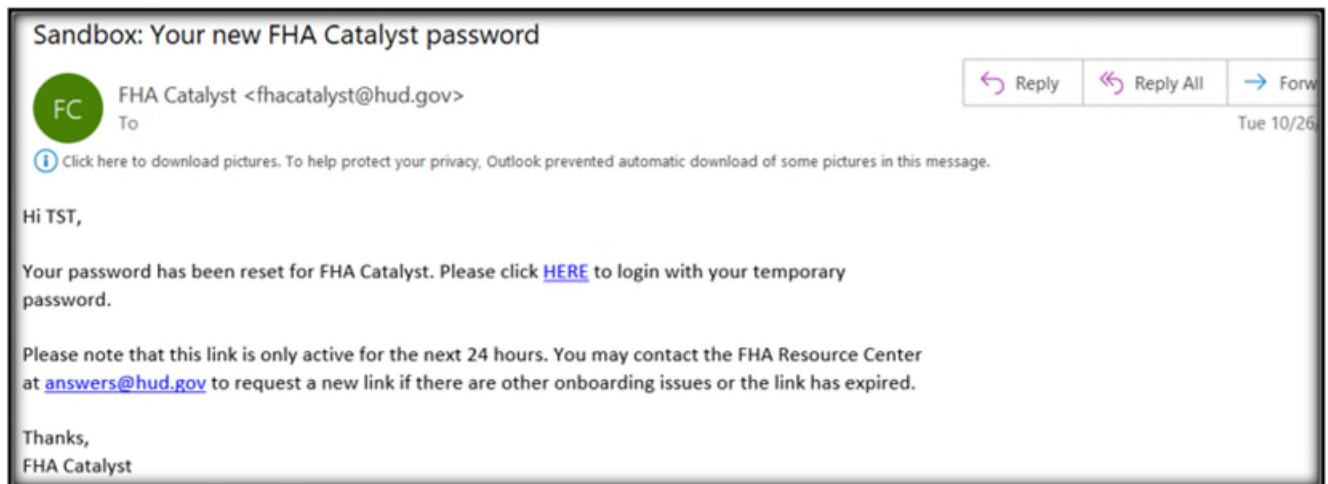 Sandbox: Your new FHA Catalyst password
FC
FHA Catalyst <fhacatalyst@hud.gov>
To
Reply
Reply All
Forw
Tue 10/26/
Click here to download pictures. To help protect your privacy, Outlook prevented automatic download of some pictures in this message.
Hi TST,
Your password has been reset for FHA Catalyst. Please click HERE to login with your temporary
password.
Please note that this link is only active for the next 24 hours. You may contact the FHA Resource Center
at answers@hud.gov to request a new link if there are other onboarding issues or the link has expired.
Thanks,
FHA Catalyst